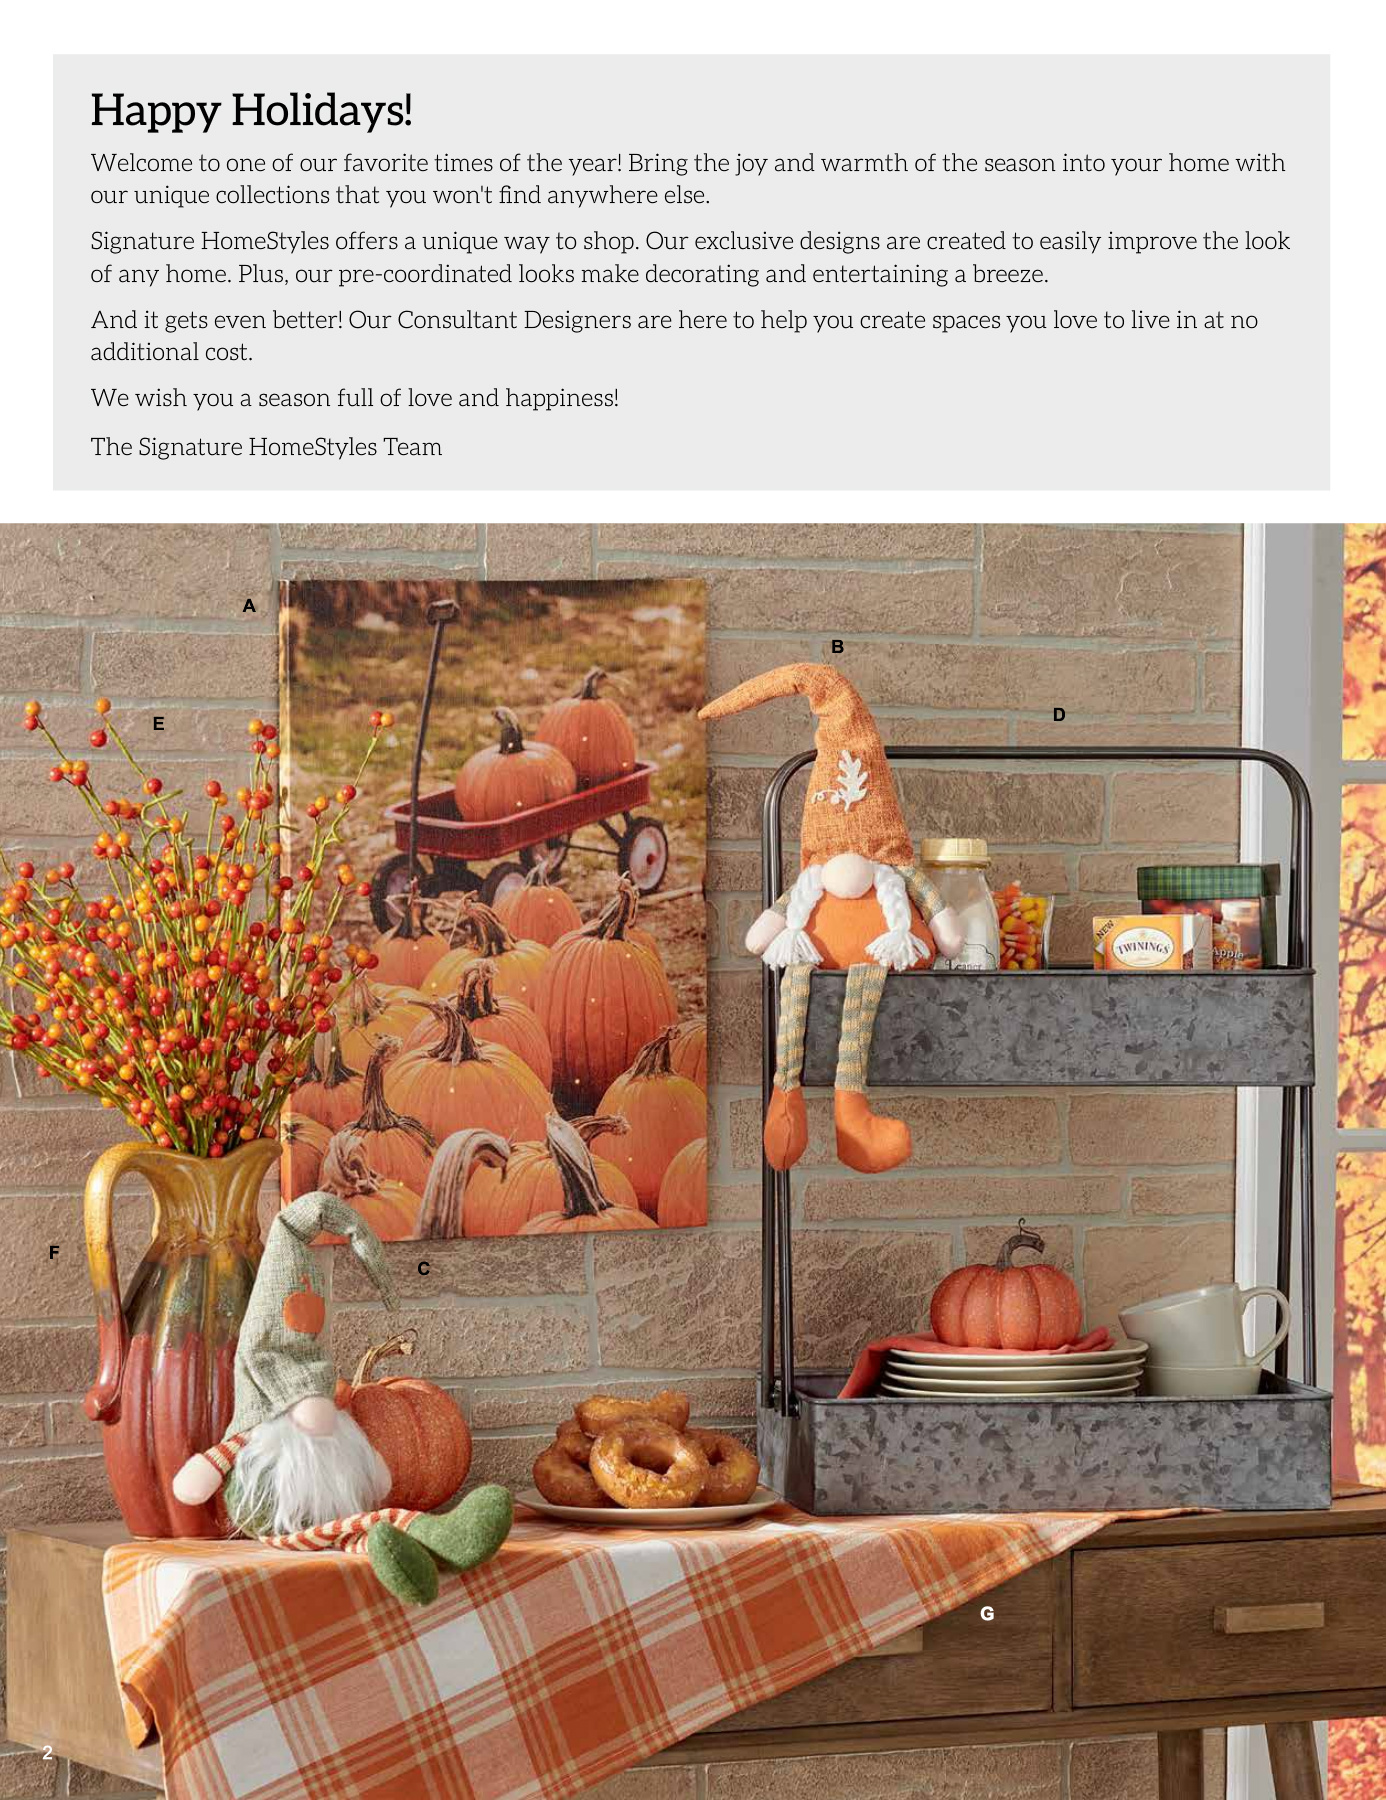 Happy Holidays!
Welcome to one of our favorite times of the year! Bring the joy and warmth of the season into your home with
our unique collections that you won't find anywhere else.
Signature HomeStyles offers a unique way to shop. Our exclusive designs are created to easily improve the look
of any home. Plus, our pre-coordinated looks make decorating and entertaining a breeze.
And it gets even better! Our Consultant Designers are here to help you create spaces you love to live in at no
additional cost.
We wish you a season full of love and happiness!
The Signature HomeStyles Team
A
B
D
E
NEW
TWININGS
Apple
F
C
G
2